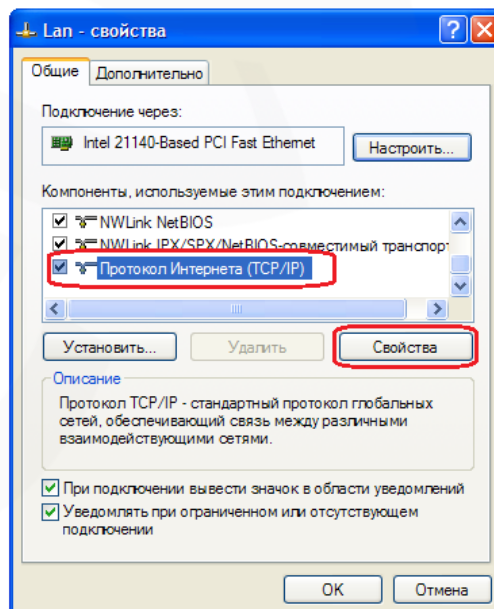 Lan - свойства
Общие
Дополнительно
Подключение через:
Intel 21140-Based PCI Fast Ethernet
Настроить...
Компоненты, используемые этим подключением:
NWLink NetBIOS
NWLink IPX/SPX/NetBIOS-совместимый транспор
Протокол Интернета (TCP/IP)
Установить...
Удалить
Свойства
Описание
Протокол TCP/IP - стандартный протокол глобальных
сетей, обеспечивающий связь между различными
взаимодействующими сетями.
При подключении вывести значок в области уведомлений
Уведомлять при ограниченном или отсутствующем
подключении
OK
Отмена